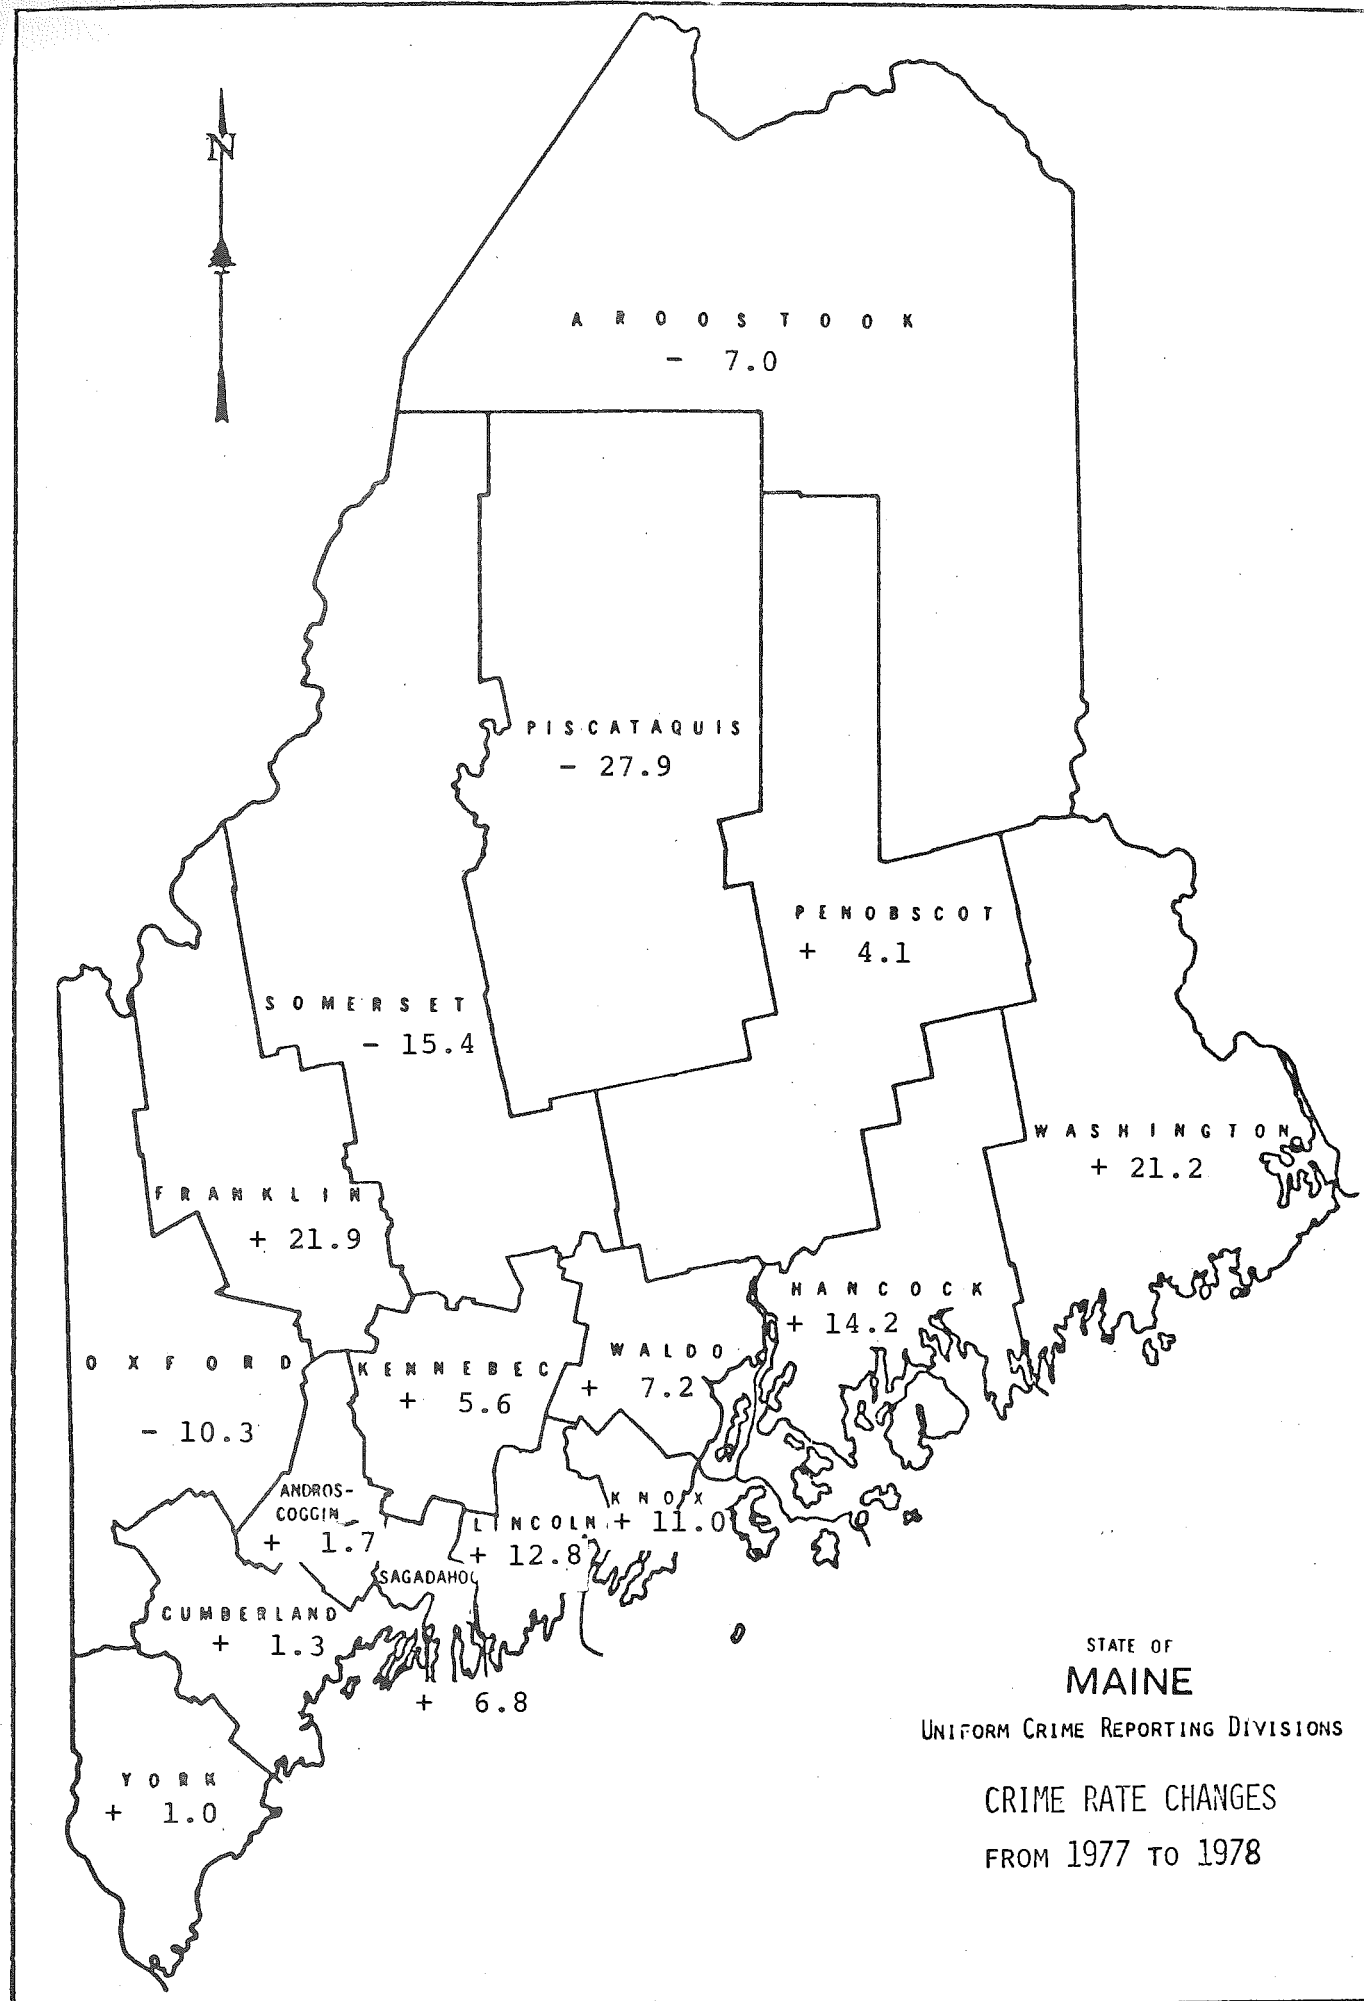 N
AROOSTOOK
- 7.0
PISCATAQUIS
- 27.9
PENOBSCOT
+ 4.1
SOMERSET
- 15.4
WASHINGTON
+ 21.2
FRANKLIN
+ 21.9
HANCOCK
+ 14.2
WALDO
+ 7.2
OXFORD
- 10.3
KENNEBEC
+ 5.6
ANDROS-
COGGIN
+ 1.7
KNOX
+ 11.0
LINCOLN
+ 12.8
SAGADAHOC
+ 6.8
CUMBERLAND
+ 1.3
YORK
+ 1.0
STATE OF
MAINE
UNIFORM CRIME REPORTING DIVISIONS
CRIME RATE CHANGES
FROM 1977 TO 1978